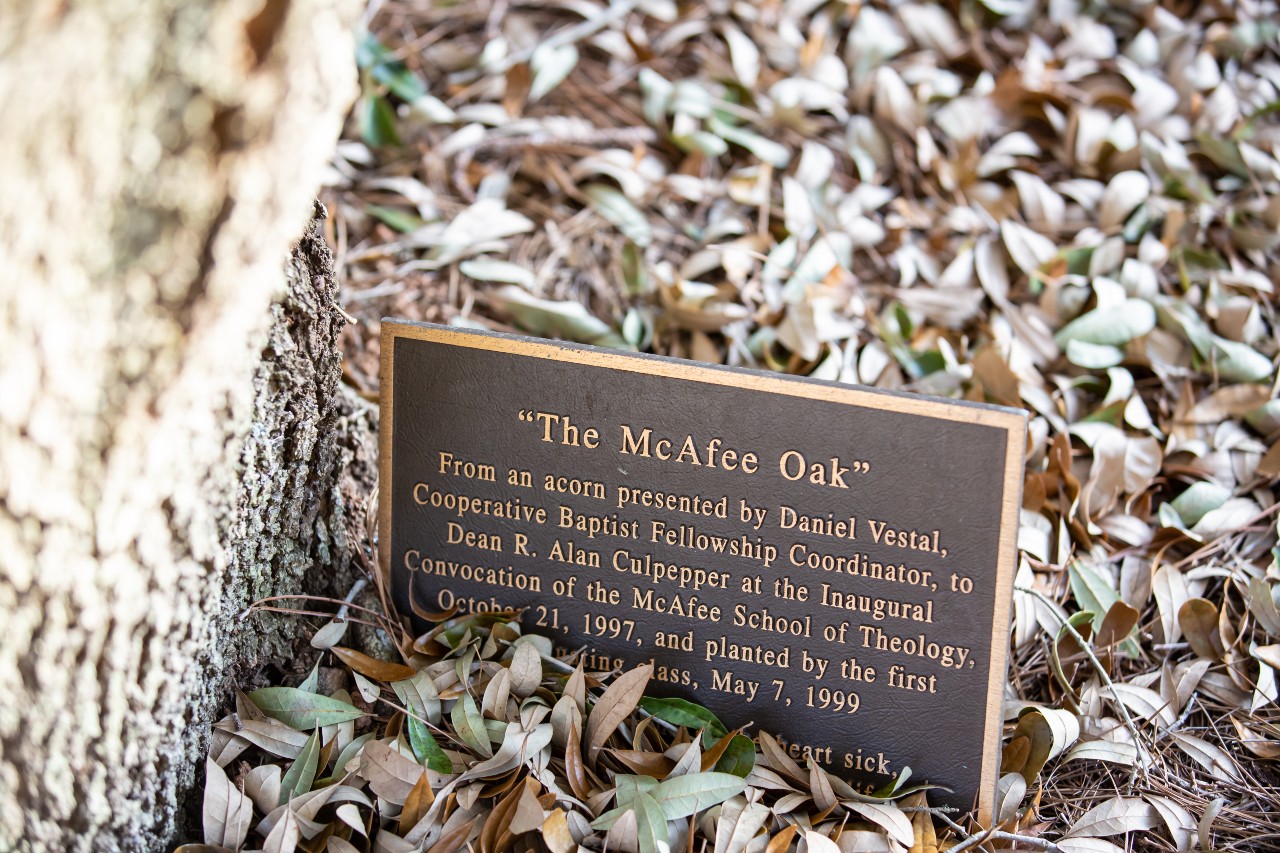 “The McAfee Oak”
From an acorn presented by Daniel Vestal,
Cooperative Baptist Fellowship Coordinator, to
Dean R. Alan Culpepper at the Inaugural
Convocation of the McAfee School of Theology,
October 21, 1997, and planted by the first
class, May 7, 1999
heart sick,